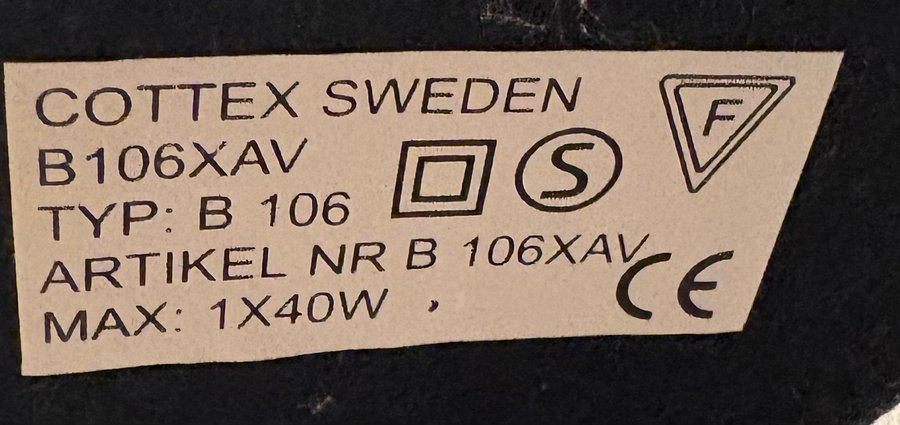 COTTEX SWEDEN
B106XAV
TYP: B 106
ARTIKEL NR B 106XAV
MAX: 1X40W
S
F
CE